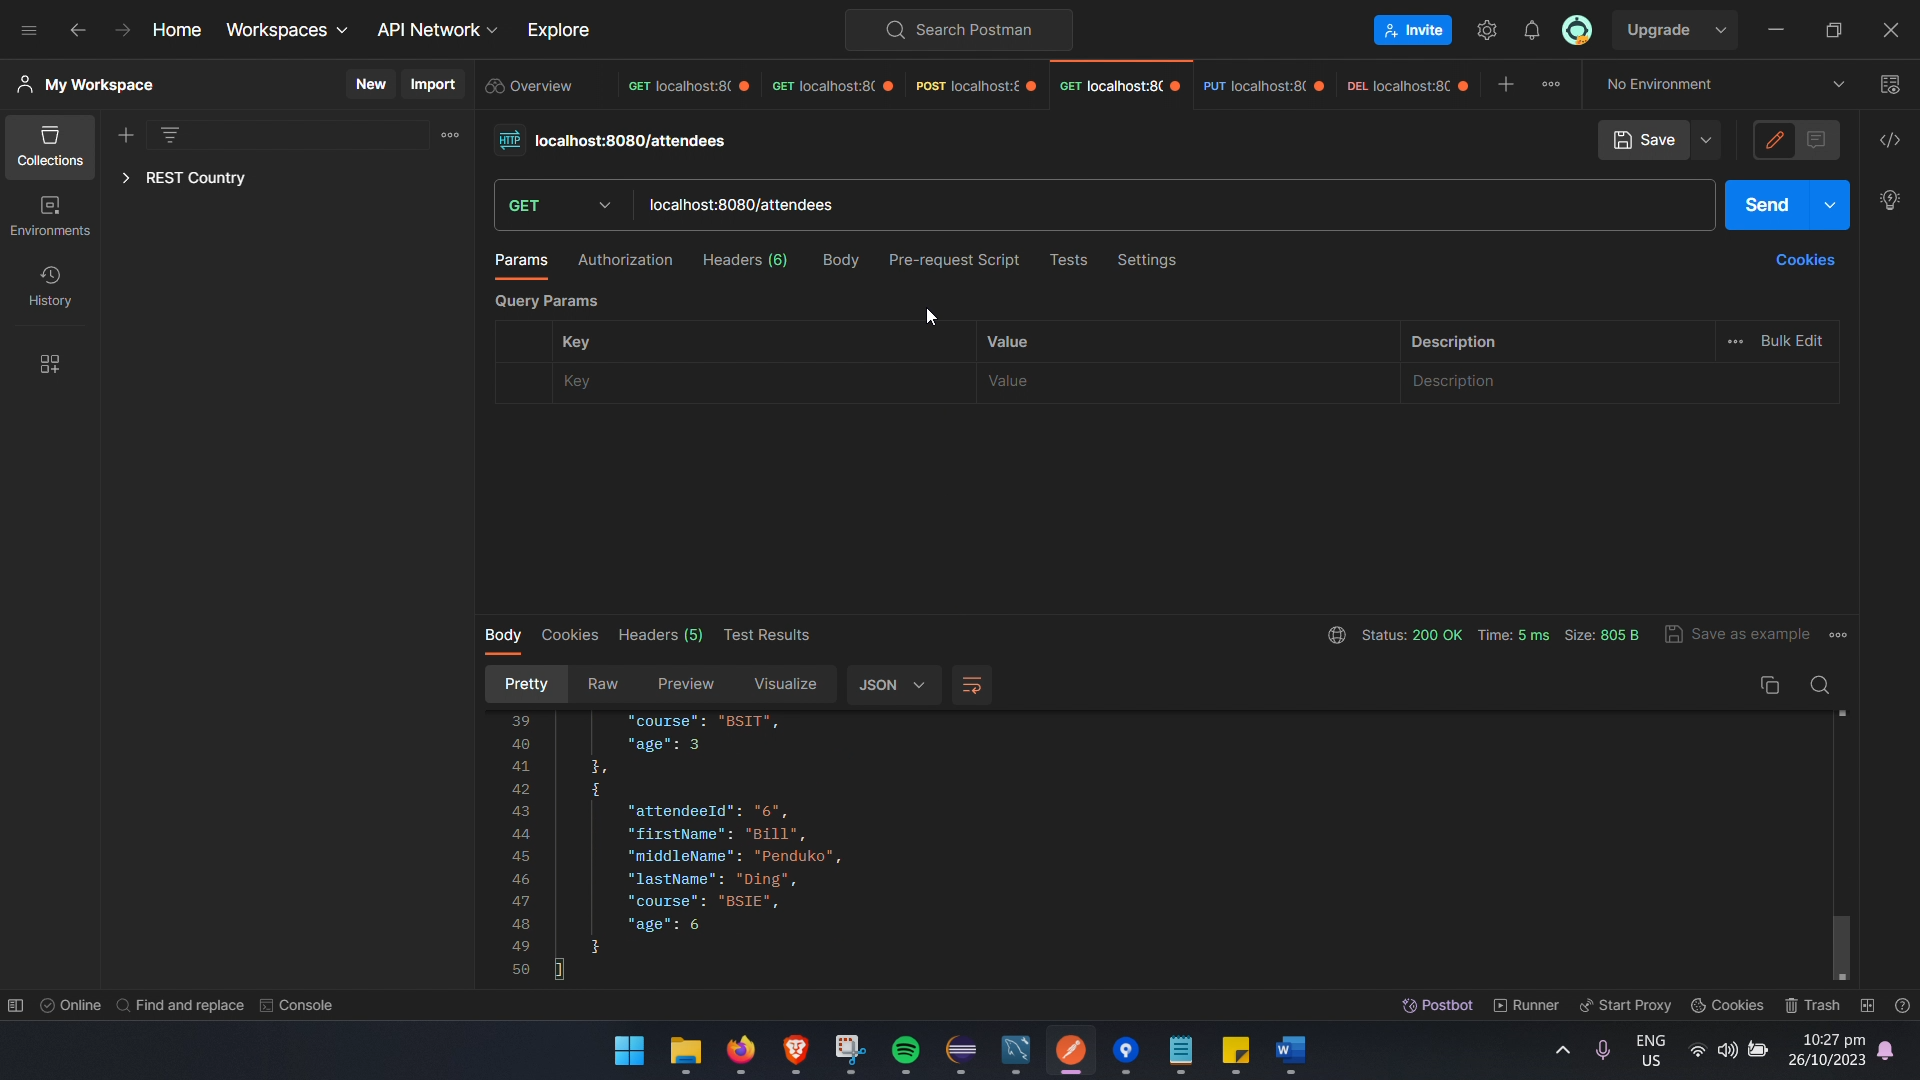 Home Workspaces API Network Explore Search Postman Invite Upgrade
My Workspace New Import Overview GET localhost:80 GET localhost:80 POST localhost:8 GET localhost:80 PUT localhost:80 DEL localhost:80 No Environment
Collections
Environments
History
REST Country
HTTP localhost:8080/attendees Save
GET localhost:8080/attendees Send
Params Authorization Headers (6) Body Pre-request Script Tests Settings Cookies
Query Params
Key Value Description Bulk Edit
Key Value Description
Body Cookies Headers (5) Test Results Status: 200 OK Time: 5 ms Size: 805 B Save as example
Pretty Raw Preview Visualize JSON
39 "course": "BSIT",
40 "age": 3
41 },
42 {
43 "attendeeId": "6",
44 "firstName": "Bill",
45 "middleName": "Penduko",
46 "lastName": "Ding",
47 "course": "BSIE",
48 "age": 6
49 }
50 ]
Online Find and replace Console Postbot Runner Start Proxy Cookies Trash
W ENG
US
10:27 pm
26/10/2023